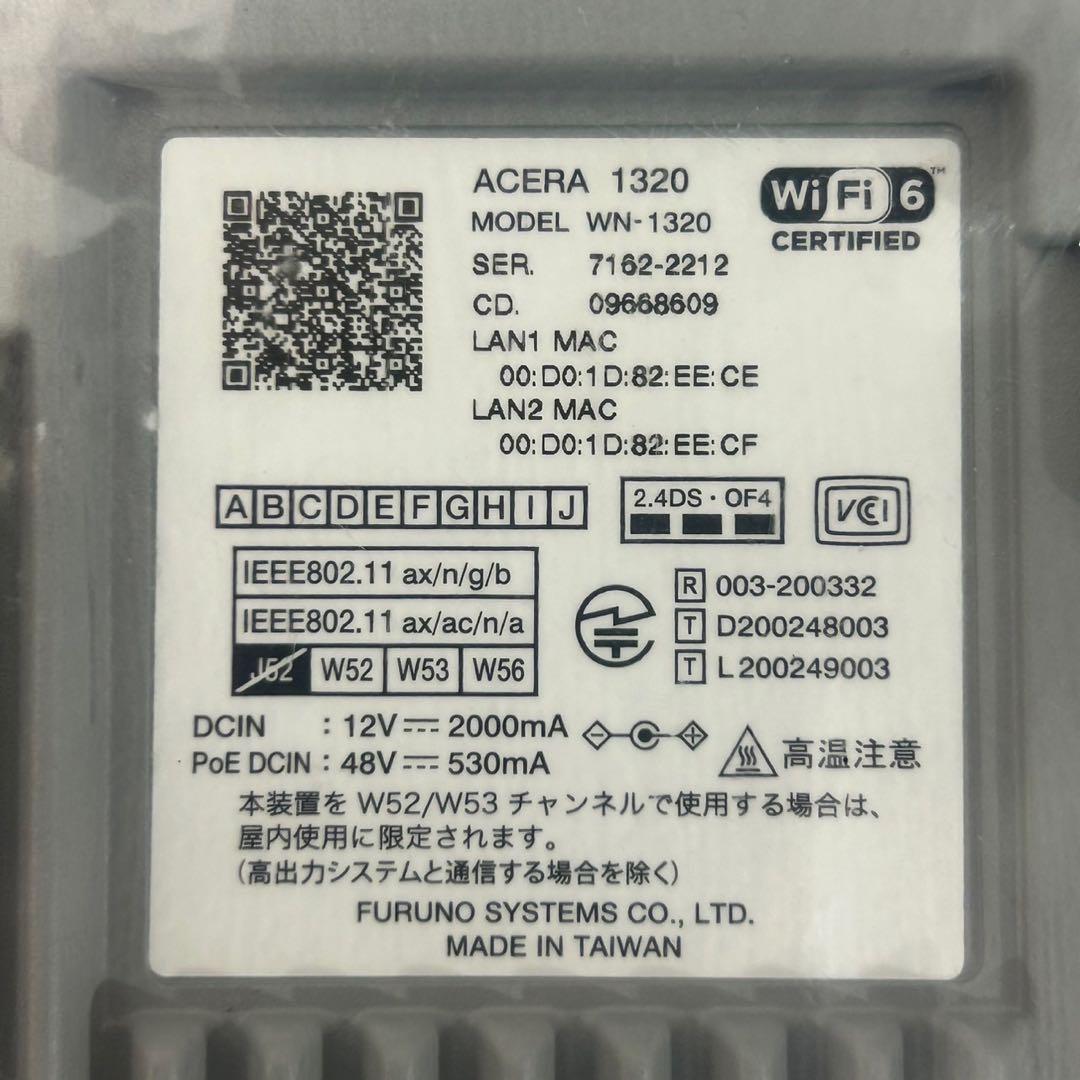 ACERA 1320
MODEL WN-1320
SER. 7162-2212
CD. 09668609
LAN1 MAC
00:D0:1D:82:EE:CE
LAN2 MAC
00:D0:1D:82:EE:CF
Wi Fi 6 ™
CERTIFIED
A B C D E F G H I J
2.4DS・OF4
VCCI
IEEE802.11 ax/n/g/b
IEEE802.11 ax/ac/n/a
J52 W52 W53 W56
R 003-200332
T D200248003
T L200249003
DCIN : 12V⎓2000mA
PoE DCIN : 48V⎓530mA
高温注意
本装置を W52/W53 チャンネルで使用する場合は、
屋内使用に限定されます。
(高出力システムと通信する場合を除く)
FURUNO SYSTEMS CO., LTD.
MADE IN TAIWAN